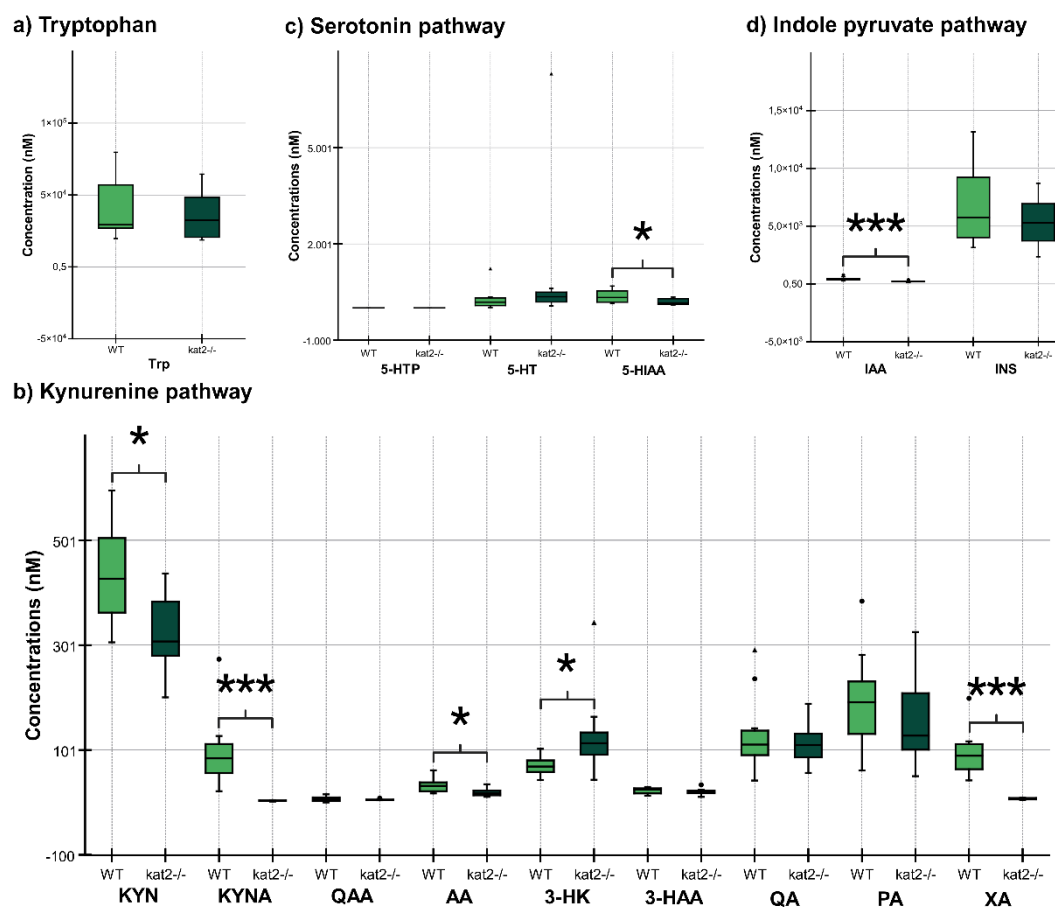 a) Tryptophan
Concentration (nM)
1×10⁵
5×10⁴
0,5
-5×10⁴
WT kat2-/-
Trp
c) Serotonin pathway
Concentrations (nM)
5.001
2.001
-1.000
*
WT kat2-/- WT kat2-/- WT kat2-/-
5-HTP 5-HT 5-HIAA
d) Indole pyruvate pathway
Concentrations (nM)
1,5×10⁴
1,0×10⁴
5,0×10³
0.50
-5,0×10³
***
WT kat2-/- WT kat2-/-
IAA INS
b) Kynurenine pathway
Concentrations (nM)
501
301
101
-100
* *** * * ***
WT kat2-/- WT kat2-/- WT kat2-/- WT kat2-/- WT kat2-/- WT kat2-/- WT kat2-/- WT kat2-/- WT kat2-/-
KYN KYNA QAA AA 3-HK 3-HAA QA PA XA